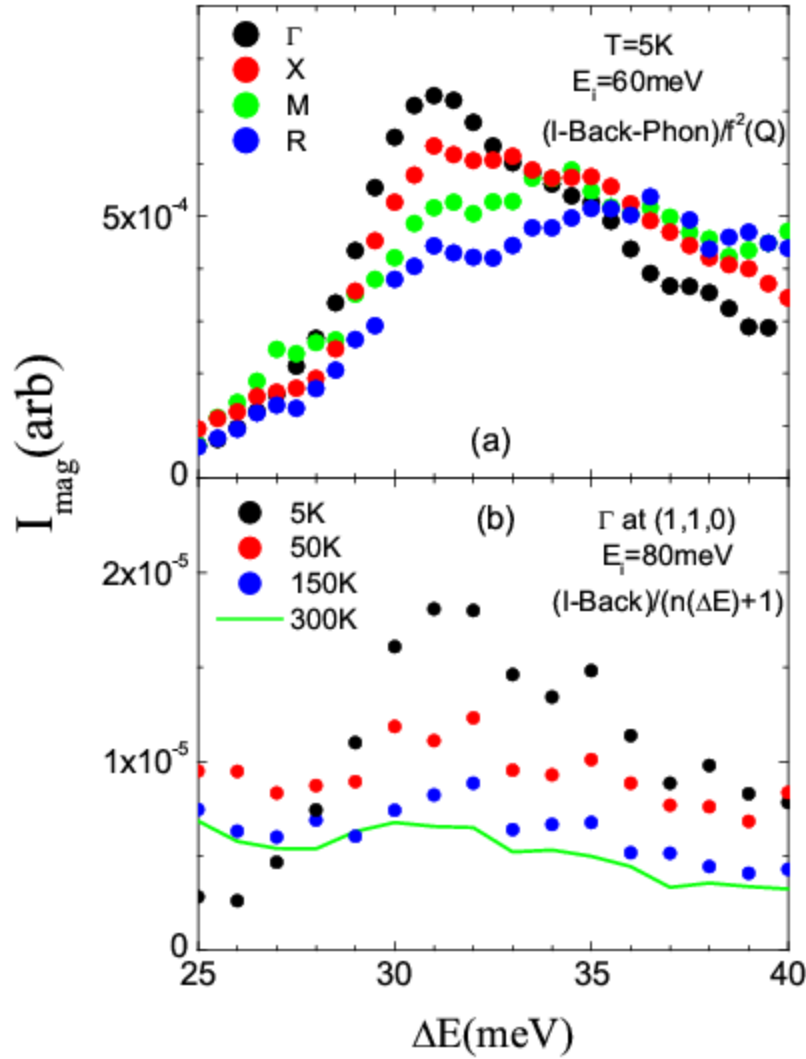 Γ
X
M
R
T=5K
E_i=60meV
(I-Back-Phon)/f²(Q)
5x10⁻⁴
0
(a)
I_mag(arb)
5K
50K
150K
300K
(b)
Γ at (1,1,0)
E_i=80meV
(I-Back)/(n(ΔE)+1)
2x10⁻⁵
1x10⁻⁵
0
25 30 35 40
ΔE(meV)